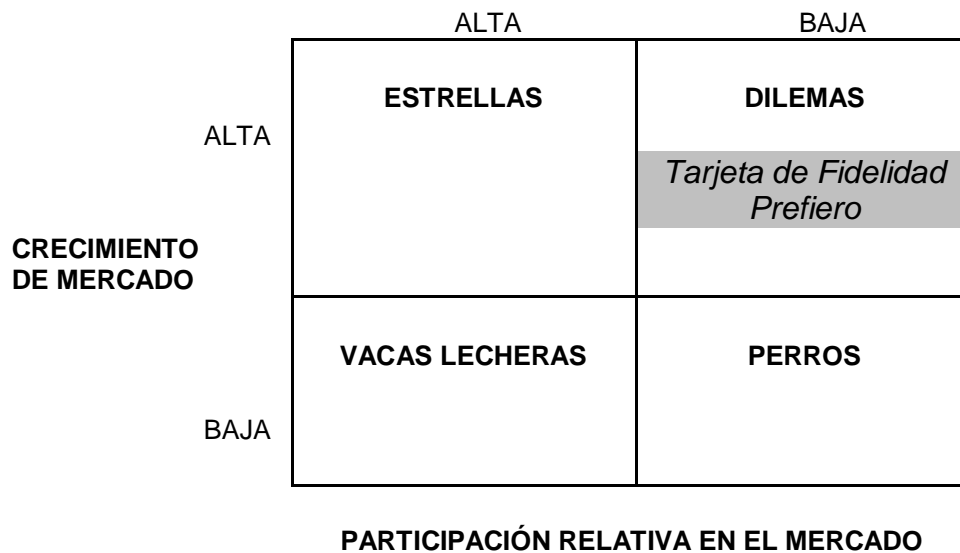 ALTA
BAJA
ESTRELLAS
DILEMAS
ALTA
Tarjeta de Fidelidad
Prefiero
CRECIMIENTO
DE MERCADO
VACAS LECHERAS
PERROS
BAJA
PARTICIPACIÓN RELATIVA EN EL MERCADO